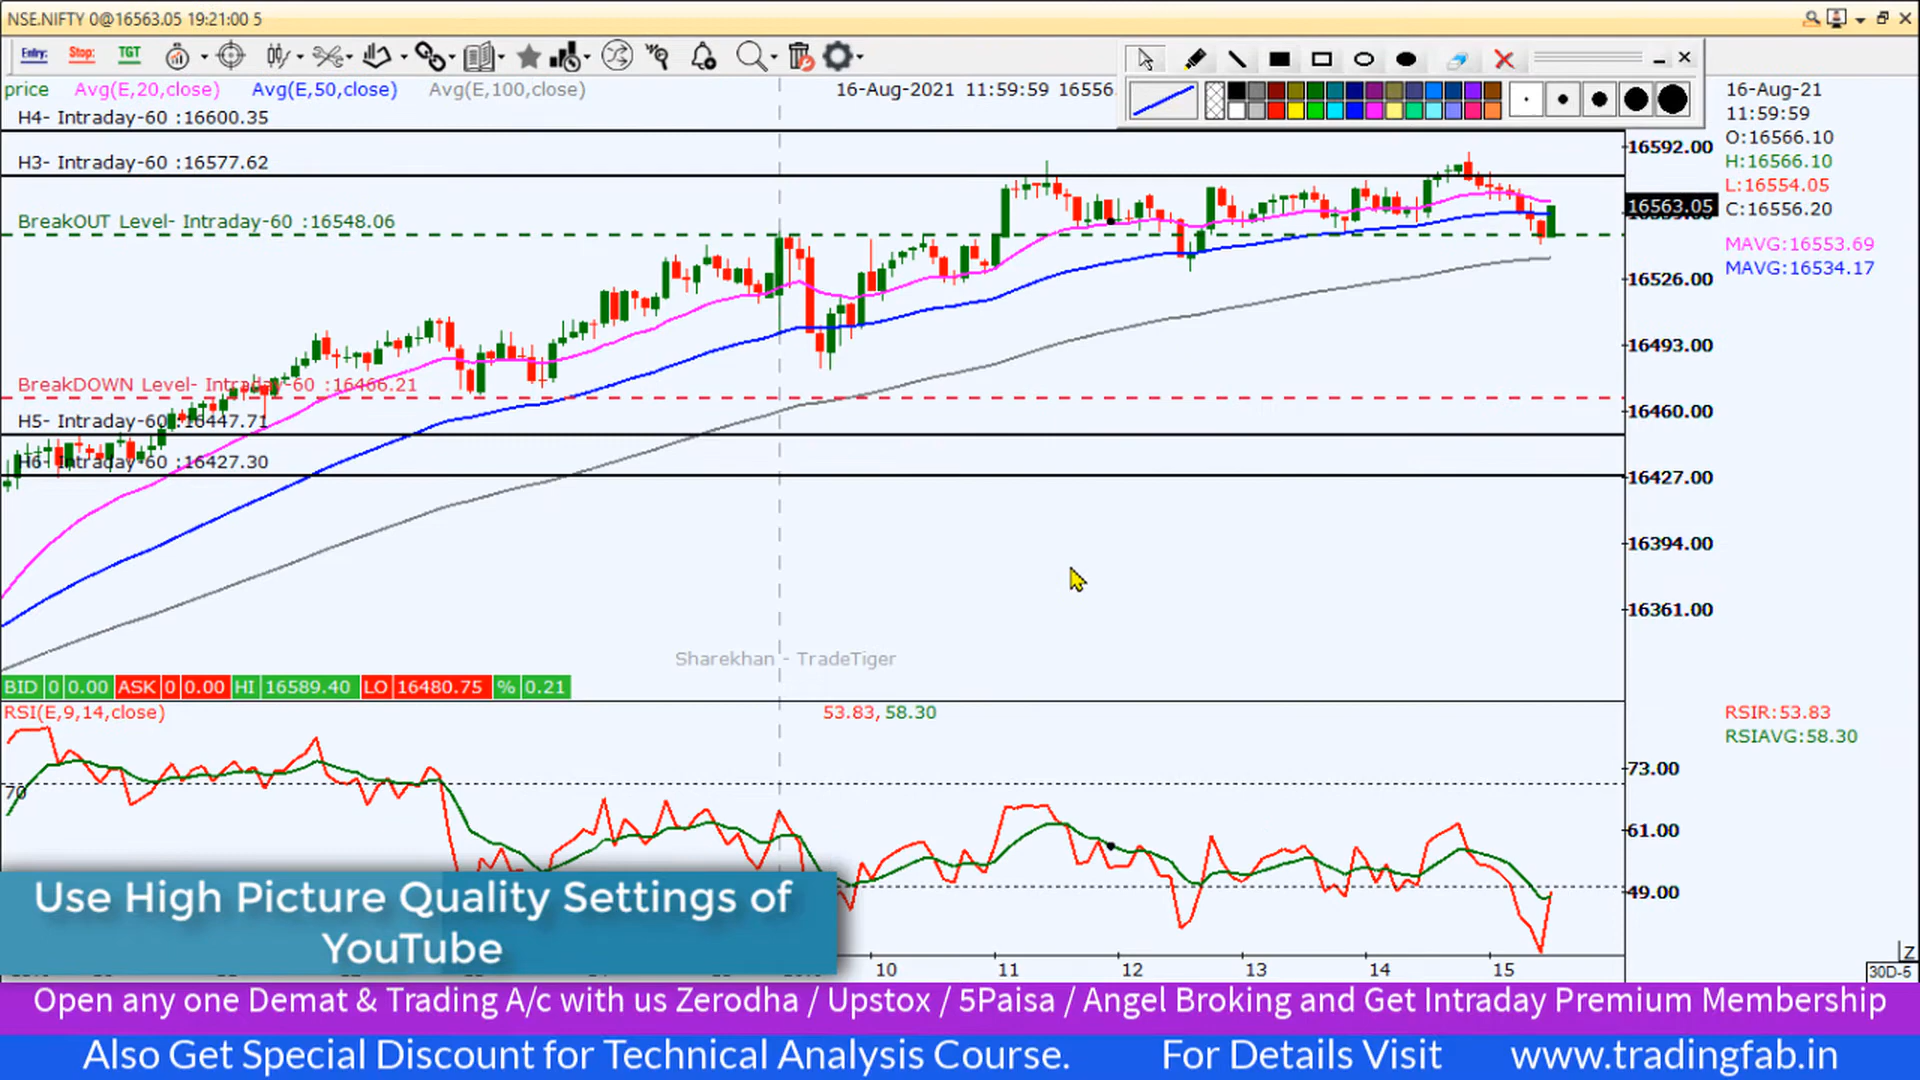 NSE.NIFTY 0@16563.05 19:21:00 5
Entry: Stop: TGT
price Avg(E,20,close) Avg(E,50,close) Avg(E,100,close) 16-Aug-2021 11:59:59 16556.
16-Aug-21
11:59:59
O:16566.10
H:16566.10
L:16554.05
C:16556.20
MAVG:16553.69
MAVG:16534.17
H4- Intraday-60 :16600.35
H3- Intraday-60 :16577.62
BreakOUT Level- Intraday-60 :16548.06
BreakDOWN Level- Intraday-60 :16466.21
H5- Intraday-60 :16447.71
H6- Intraday-60 :16427.30
16592.00
16563.05
16526.00
16493.00
16460.00
16427.00
16394.00
16361.00
Sharekhan - TradeTiger
BID 0 0.00 ASK 0 0.00 HI 16589.40 LO 16480.75 % 0.21
RSI(E,9,14,close) 53.83, 58.30
RSIR:53.83
RSIAVG:58.30
70
73.00
61.00
49.00
10 11 12 13 14 15
Z
30D-5
Use High Picture Quality Settings of
YouTube
Open any one Demat & Trading A/c with us Zerodha / Upstox / 5Paisa / Angel Broking and Get Intraday Premium Membership
Also Get Special Discount for Technical Analysis Course. For Details Visit www.tradingfab.in